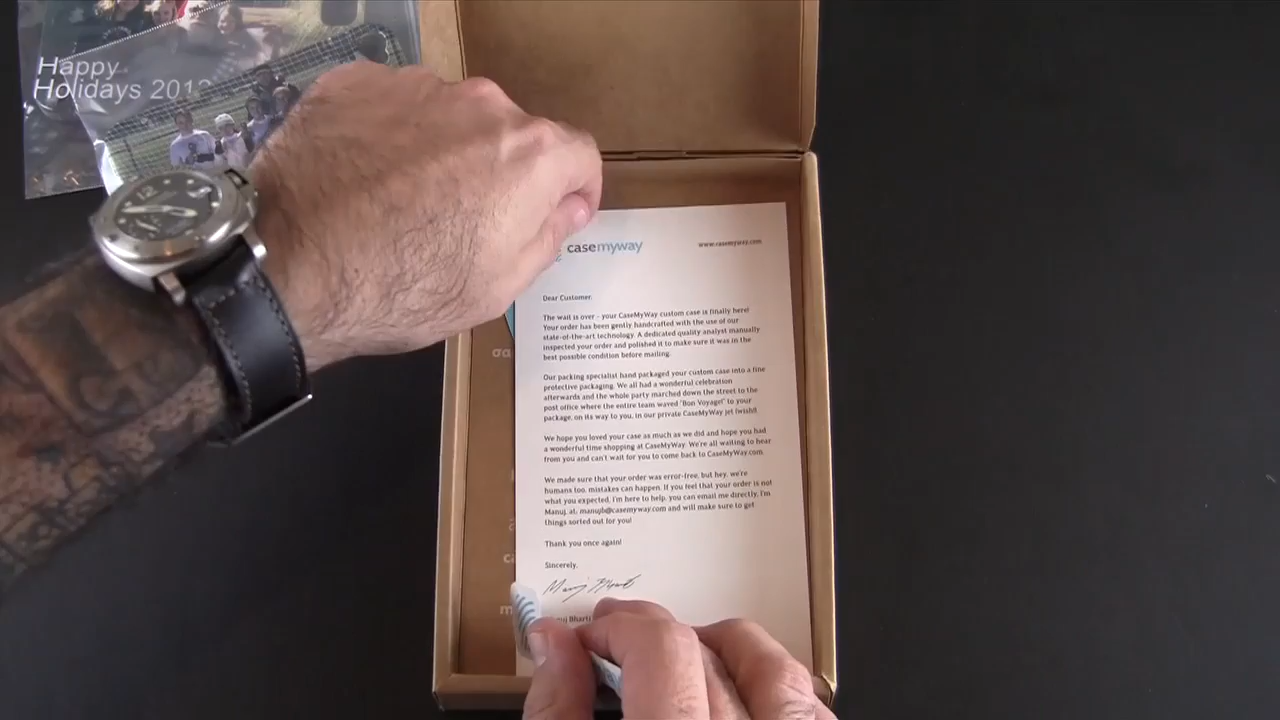 Happy
Holidays 201
casemyway
www.casemyway.com
Dear Customer,
The wait is over - your CaseMyWay custom case is finally here!
Your order has been gently handcrafted with the use of our
state-of-the-art technology. A dedicated quality analyst manually
inspected your order and polished it to make sure it was in the
best possible condition before mailing.
Our packing specialist hand packaged your custom case into a fine
protective packaging. We all had a wonderful celebration
afterwards and the whole party marched down the street to the
post office where the entire team waved "Bon Voyage!" to your
package, on its way to you, in our private CaseMyWay jet (wish!).
We hope you loved your case as much as we did and hope you had
a wonderful time shopping at CaseMyWay. We're all waiting to hear
from you and can't wait for you to come back to CaseMyWay.com
We made sure that your order was error-free, but hey, we're
humans too, mistakes can happen. If you feel that your order is not
what you expected, I'm here to help, you can email me directly, I'm
Manuj, at, manujb@casemyway.com and will make sure to get
things sorted out for you!
Thank you once again!
Sincerely,
Bharti